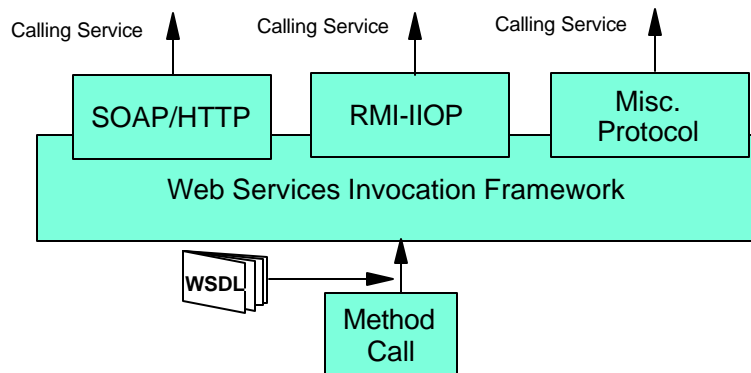 Calling Service
Calling Service
Calling Service
SOAP/HTTP
RMI-IIOP
Misc.
Protocol
Web Services Invocation Framework
WSDL
Method
Call